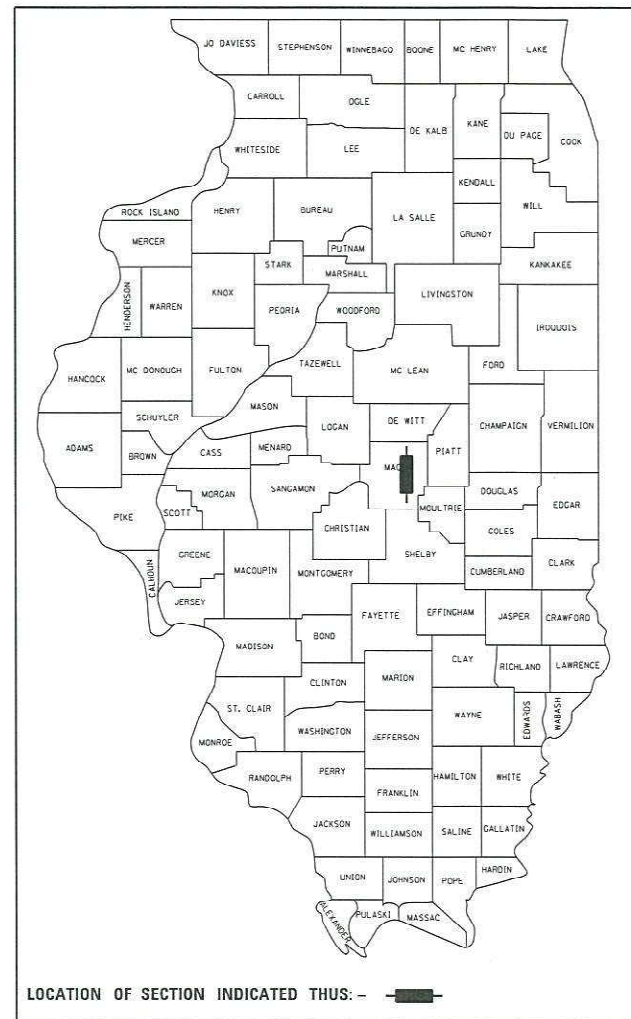 JO DAVIESS STEPHENSON WINNEBAGO BOONE MC HENRY LAKE
CARROLL OGLE DE KALB KANE DU PAGE COOK
WHITESIDE LEE
KENDALL
ROCK ISLAND HENRY BUREAU LA SALLE GRUNDY WILL
MERCER PUTNAM
STARK MARSHALL KANKAKEE
HENDERSON WARREN KNOX PEORIA WOODFORD LIVINGSTON IROQUOIS
HANCOCK MC DONOUGH FULTON TAZEWELL MC LEAN FORD
SCHUYLER MASON
ADAMS BROWN CASS MENARD LOGAN DE WITT PIATT CHAMPAIGN VERMILION
MAC
PIKE SCOTT MORGAN SANGAMON CHRISTIAN MOULTRIE DOUGLAS EDGAR
COLES
CALHOUN GREENE MACOUPIN MONTGOMERY SHELBY CUMBERLAND CLARK
JERSEY FAYETTE EFFINGHAM JASPER CRAWFORD
MADISON BOND
CLAY RICHLAND LAWRENCE
CLINTON MARION
ST. CLAIR WASHINGTON WAYNE EDWARDS WABASH
MONROE JEFFERSON
RANDOLPH PERRY HAMILTON WHITE
FRANKLIN
JACKSON WILLIAMSON SALINE GALLATIN
UNION JOHNSON POPE HARDIN
ALEXANDER PULASKI MASSAC
LOCATION OF SECTION INDICATED THUS: -